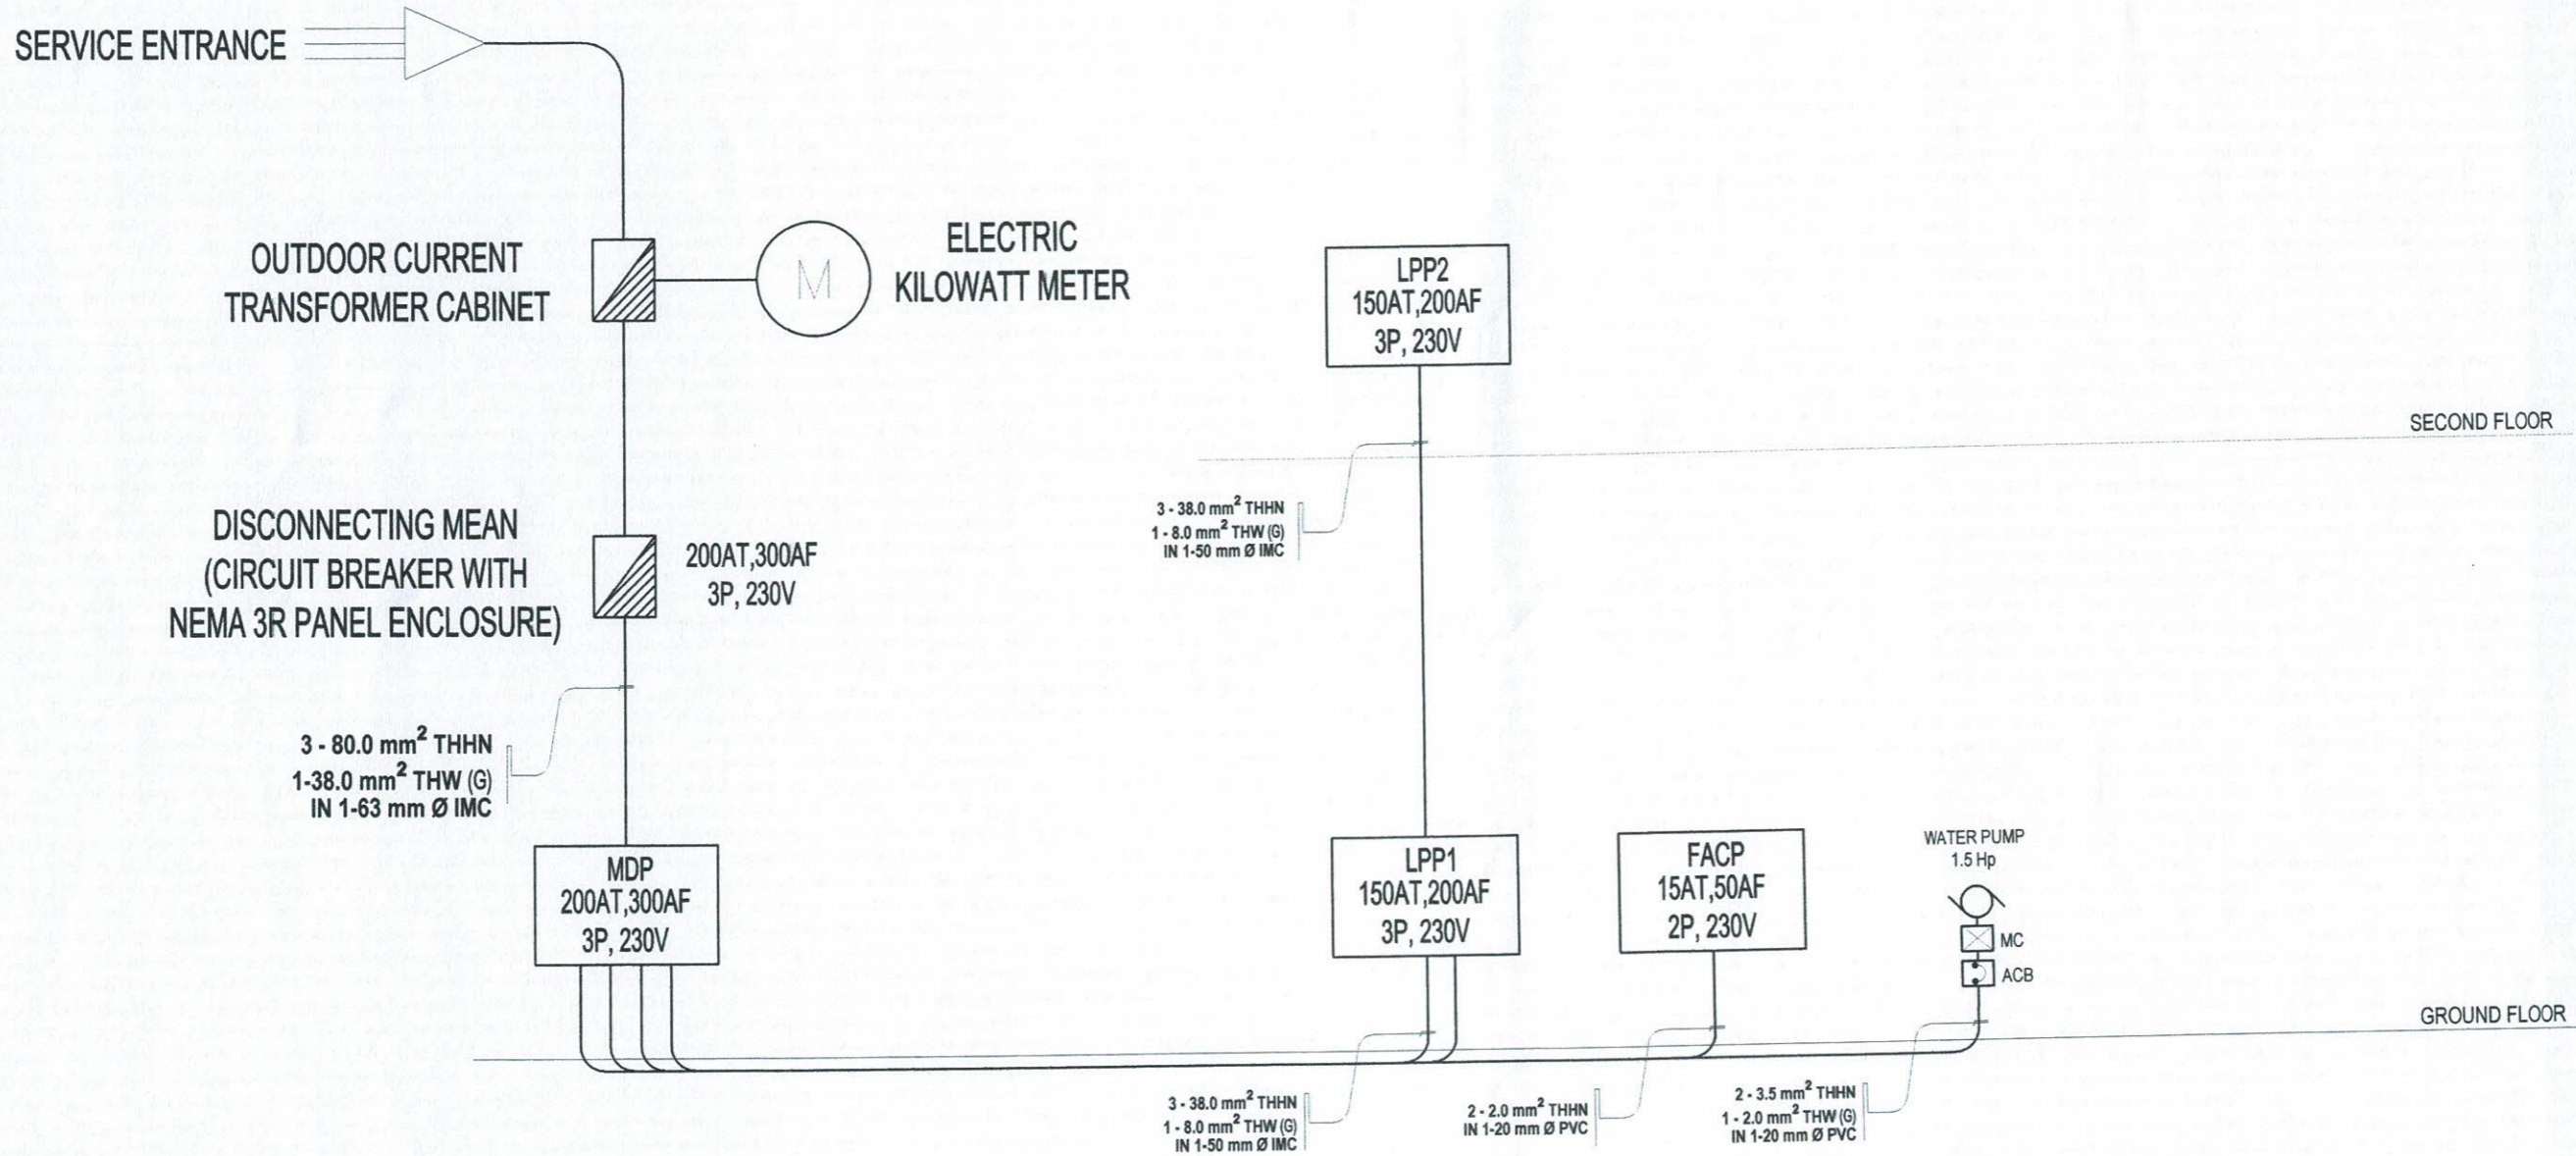 SERVICE ENTRANCE
OUTDOOR CURRENT
TRANSFORMER CABINET
M
ELECTRIC
KILOWATT METER
LPP2
150AT,200AF
3P, 230V
SECOND FLOOR
3 - 38.0 mm² THHN
1 - 8.0 mm² THW (G)
IN 1-50 mm Ø IMC
DISCONNECTING MEAN
(CIRCUIT BREAKER WITH
NEMA 3R PANEL ENCLOSURE)
200AT,300AF
3P, 230V
3 - 80.0 mm² THHN
1-38.0 mm² THW (G)
IN 1-63 mm Ø IMC
MDP
200AT,300AF
3P, 230V
LPP1
150AT,200AF
3P, 230V
FACP
15AT,50AF
2P, 230V
WATER PUMP
1.5 Hp
MC
ACB
GROUND FLOOR
3 - 38.0 mm² THHN
1 - 8.0 mm² THW (G)
IN 1-50 mm Ø IMC
2 - 2.0 mm² THHN
IN 1-20 mm Ø PVC
2 - 3.5 mm² THHN
1 - 2.0 mm² THW (G)
IN 1-20 mm Ø PVC